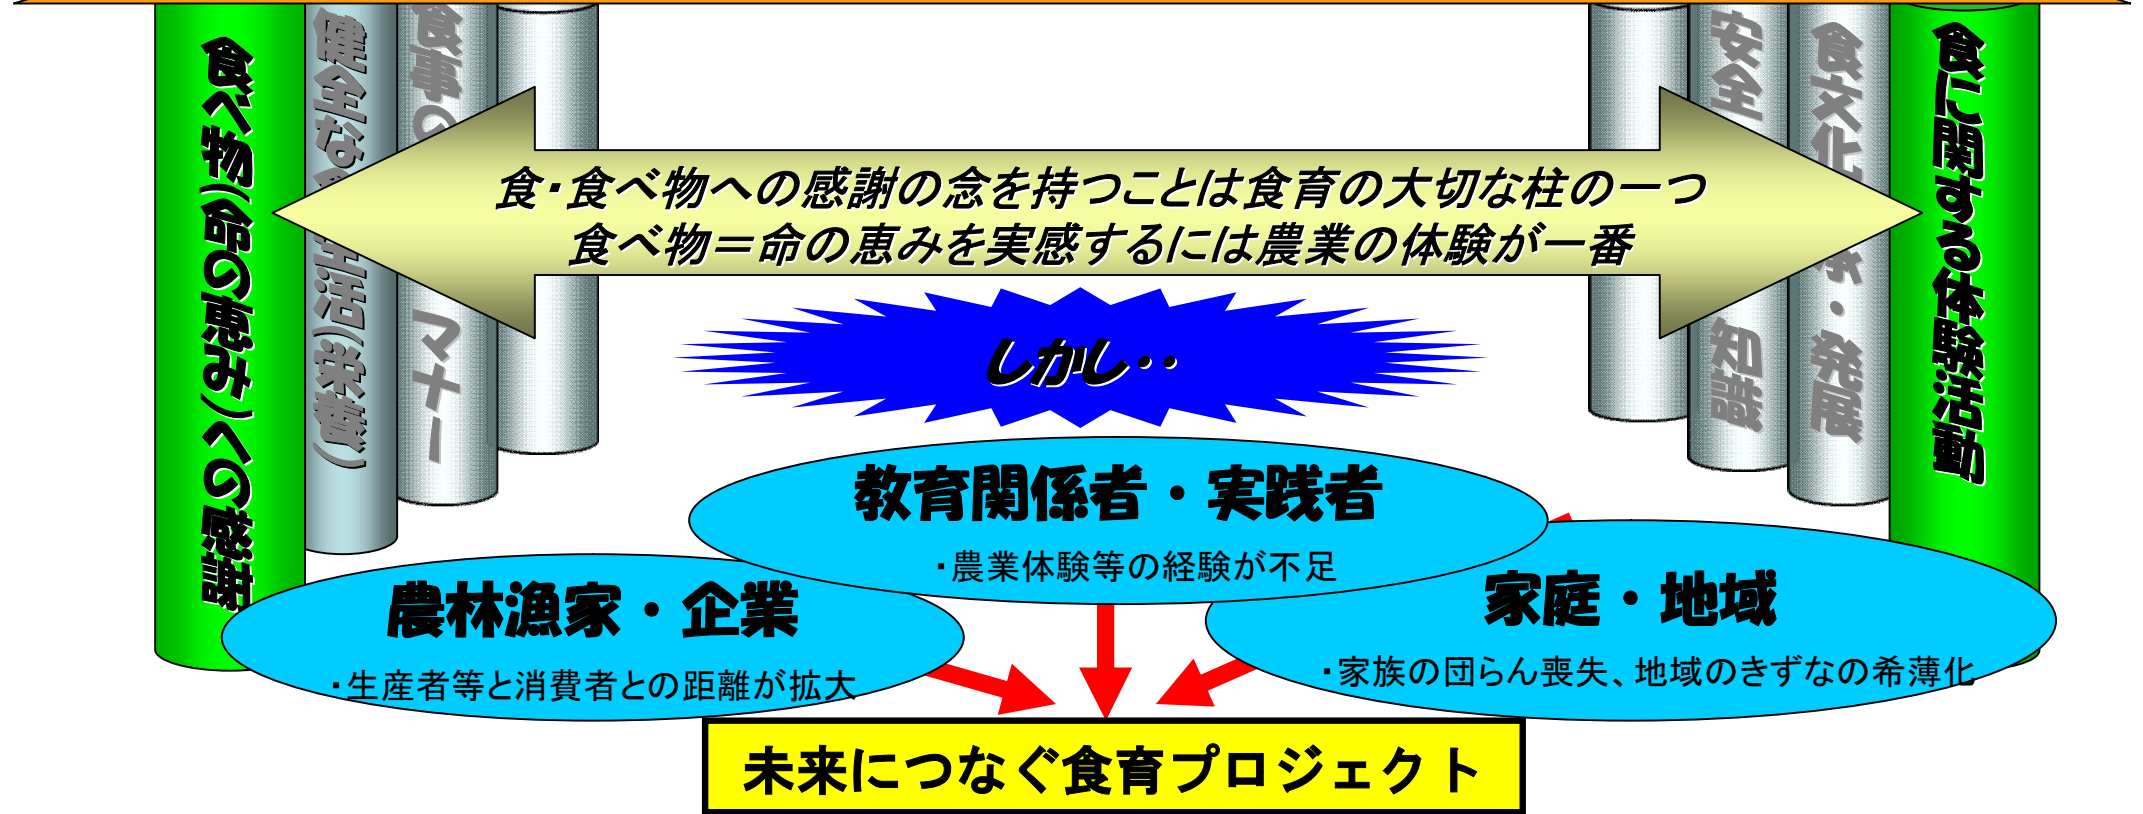 食べ物(命の恵み)への感謝
健全な食生活(栄養)
食事の
マナー
安全
知識
食文化
承・発展
食に関する体験活動
食・食べ物への感謝の念を持つことは食育の大切な柱の一つ
食べ物＝命の恵みを実感するには農業の体験が一番
しかし・・
教育関係者・実践者
・農業体験等の経験が不足
農林漁家・企業
・生産者等と消費者との距離が拡大
家庭・地域
・家族の団らん喪失、地域のきずなの希薄化
未来につなぐ食育プロジェクト